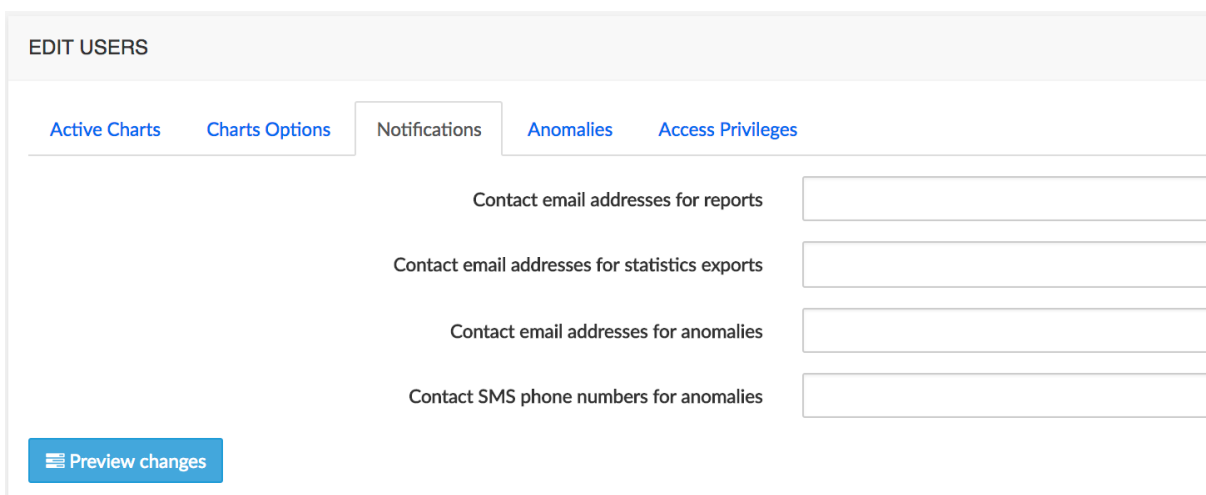 EDIT USERS
Active Charts Charts Options Notifications Anomalies Access Privileges
Contact email addresses for reports
Contact email addresses for statistics exports
Contact email addresses for anomalies
Contact SMS phone numbers for anomalies
Preview changes